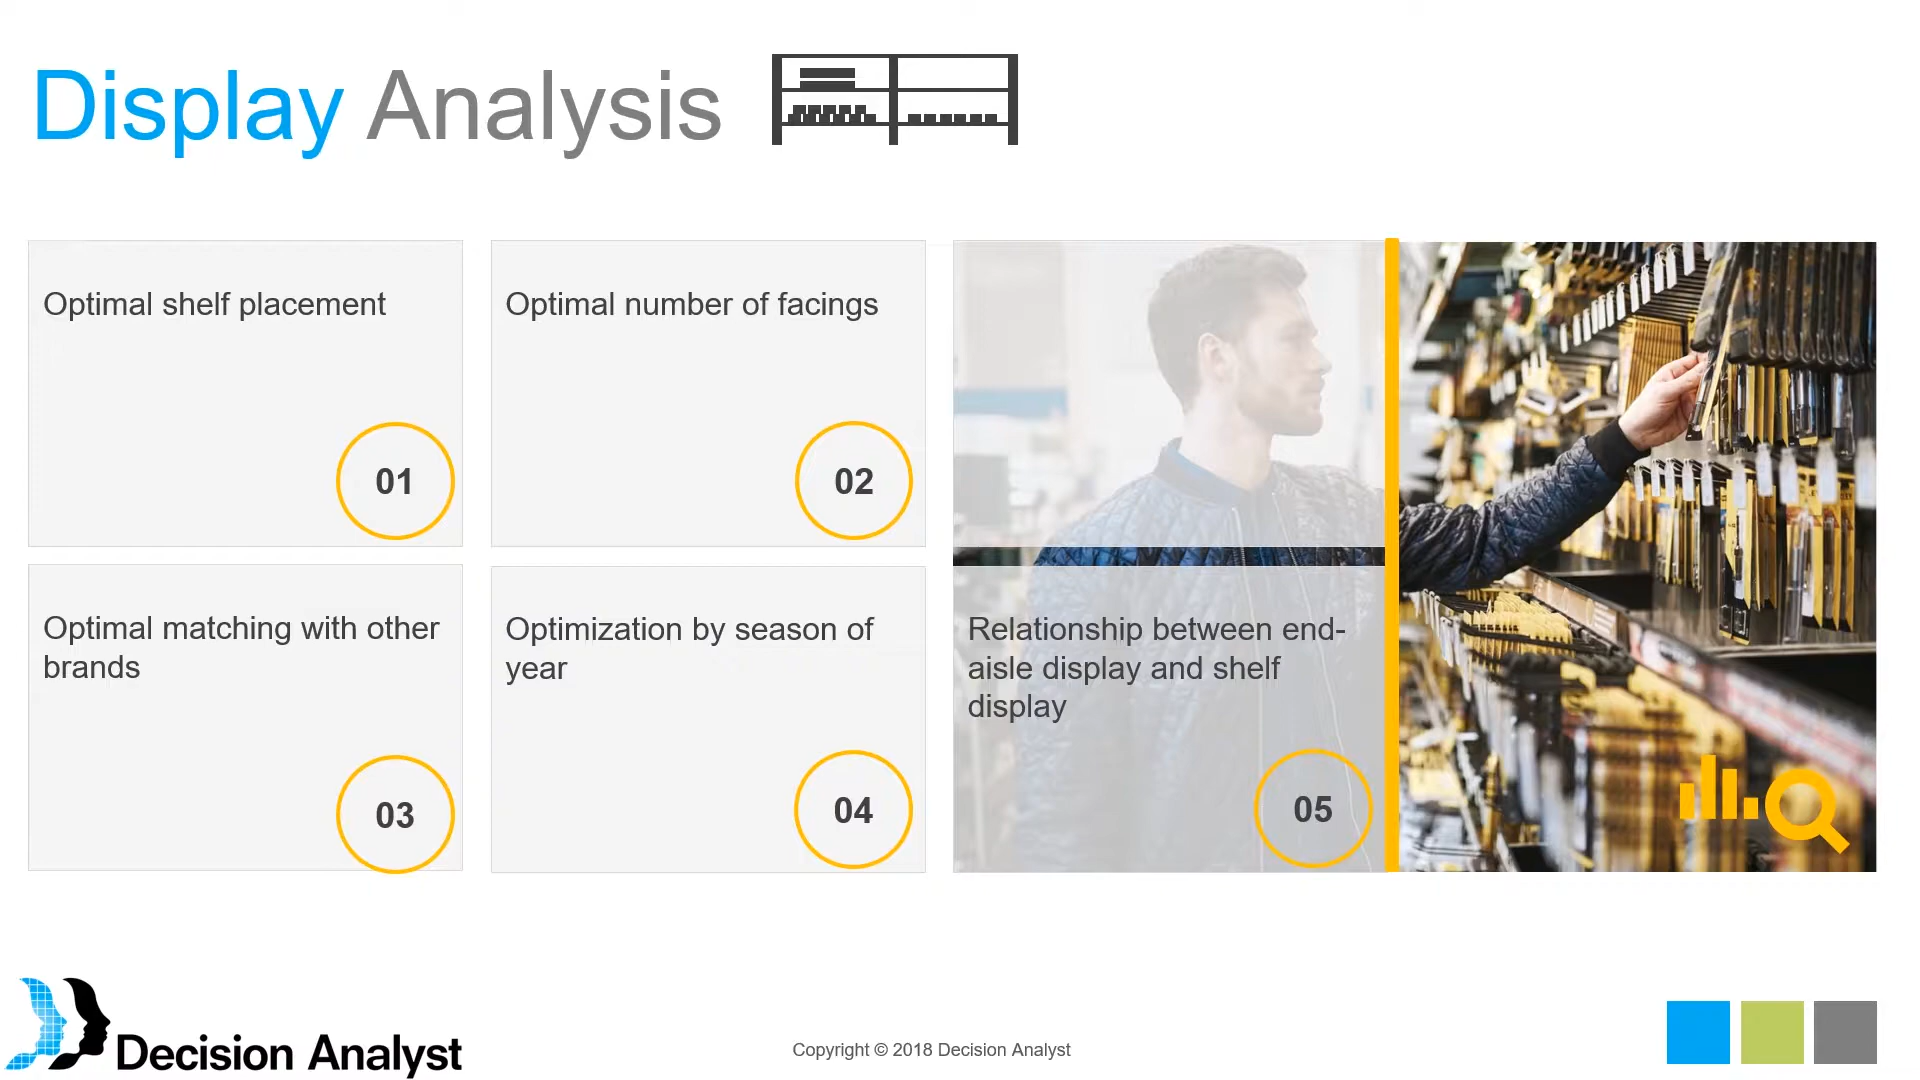 Display Analysis
Optimal shelf placement
01
Optimal number of facings
02
Optimal matching with other
brands
03
Optimization by season of
year
04
Relationship between end-
aisle display and shelf
display
05
Decision Analyst
Copyright © 2018 Decision Analyst